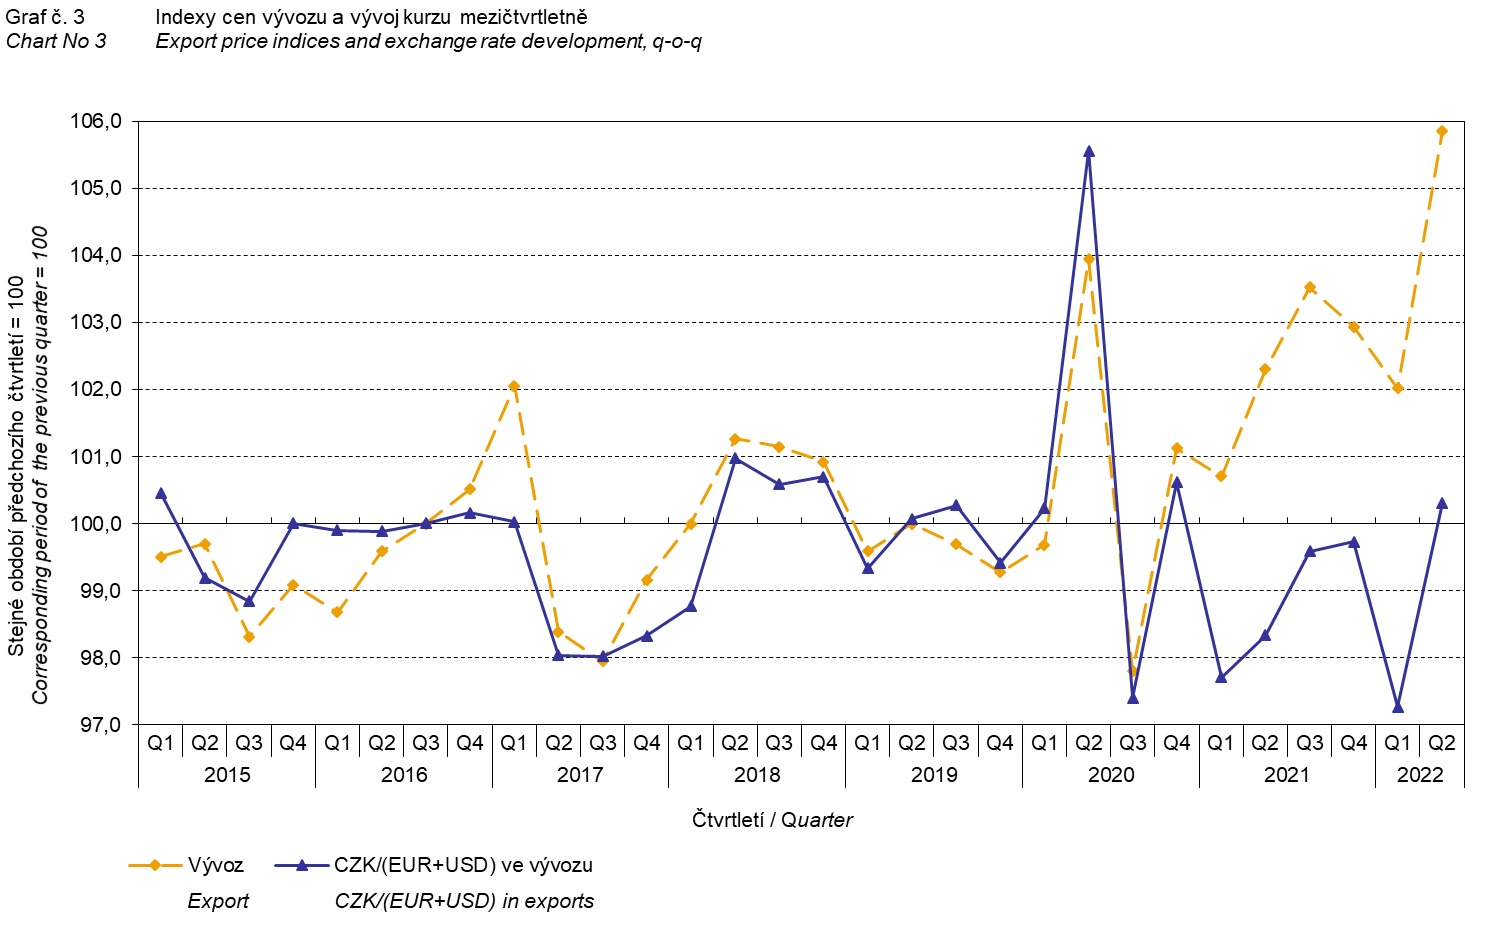 Graf č. 3 Indexy cen vývozu a vývoj kurzu mezičtvrtletně
Chart No 3 Export price indices and exchange rate development, q-o-q
Stejné období předchozího čtvrtletí = 100
Corresponding period of the previous quarter = 100
106,0
105,0
104,0
103,0
102,0
101,0
100,0
99,0
98,0
97,0
Q1 Q2 Q3 Q4 Q1 Q2 Q3 Q4 Q1 Q2 Q3 Q4 Q1 Q2 Q3 Q4 Q1 Q2 Q3 Q4 Q1 Q2 Q3 Q4 Q1 Q2 Q3 Q4 Q1 Q2
2015 2016 2017 2018 2019 2020 2021 2022
Čtvrtletí / Quarter
Vývoz CZK/(EUR+USD) ve vývozu
Export CZK/(EUR+USD) in exports